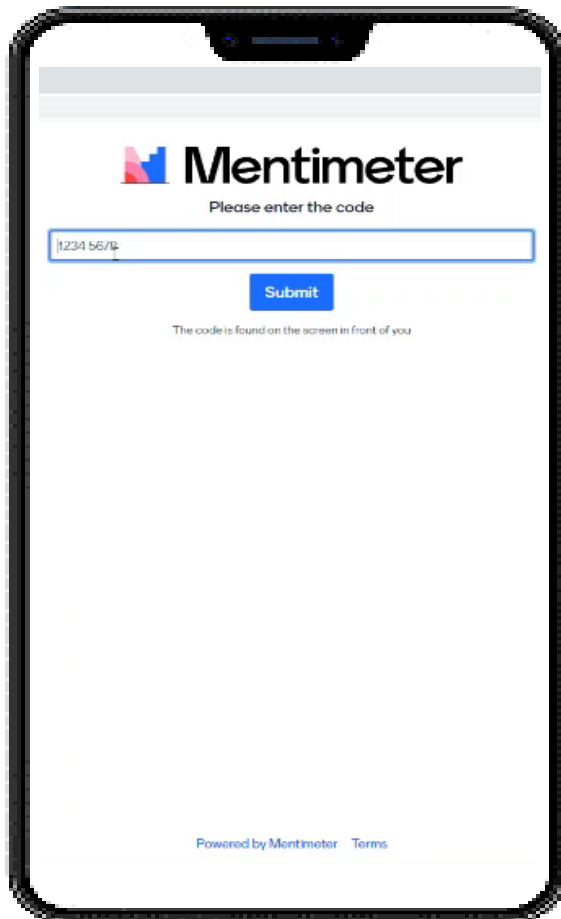 Mentimeter
Please enter the code
1234 5678
Submit
The code is found on the screen in front of you
Powered by Mentimeter Terms